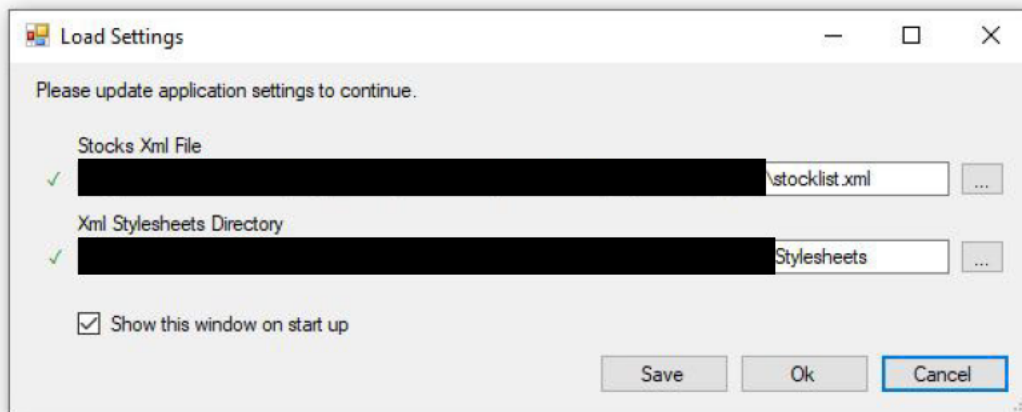 Load Settings
Please update application settings to continue.
Stocks Xml File
\stocklist.xml
...
Xml Stylesheets Directory
Stylesheets
...
Show this window on start up
Save Ok Cancel